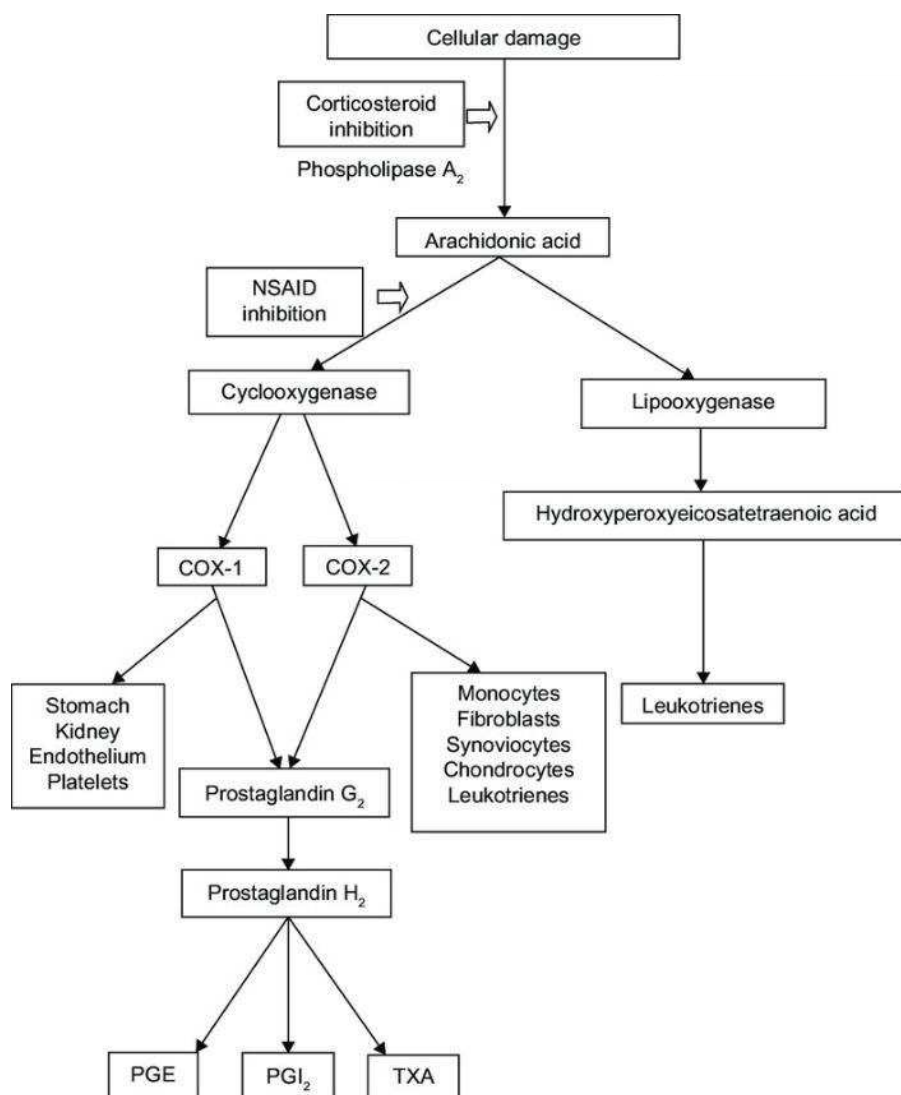 Cellular damage
Corticosteroid
inhibition
Phospholipase A₂
Arachidonic acid
NSAID
inhibition
Cyclooxygenase
Lipooxygenase
Hydroxyperoxyeicosatetraenoic acid
COX-1
COX-2
Stomach
Kidney
Endothelium
Platelets
Monocytes
Fibroblasts
Synoviocytes
Chondrocytes
Leukotrienes
Leukotrienes
Prostaglandin G₂
Prostaglandin H₂
PGE
PGI₂
TXA